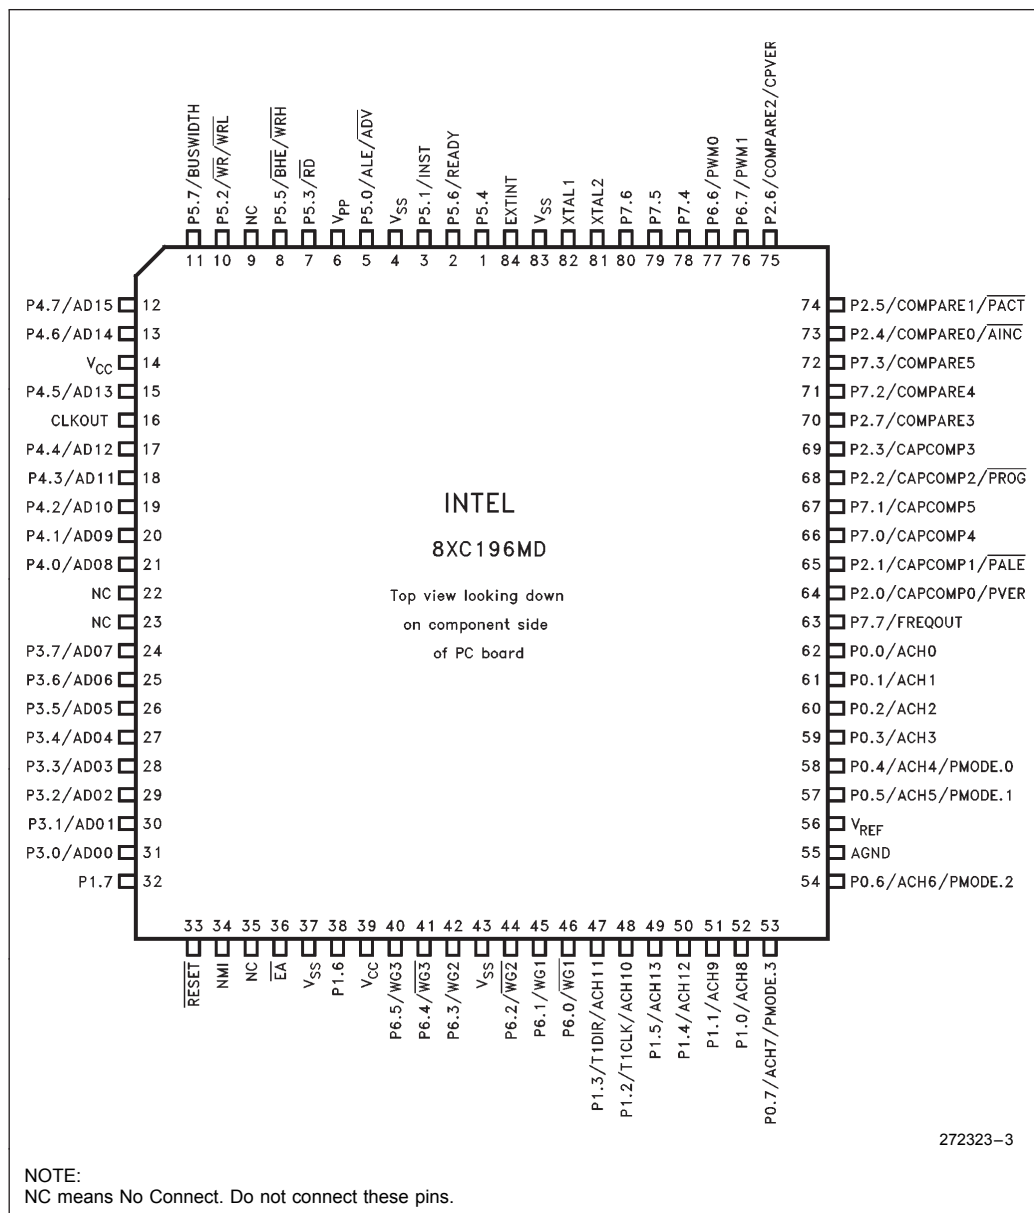 P5.7/BUSWIDTH
P5.2/WR/WRL
NC
P5.5/BHE/WRH
P5.3/RD
VPP
P5.0/ALE/ADV
VSS
P5.1/INST
P5.6/READY
P5.4
EXTINT
VSS
XTAL1
XTAL2
P7.6
P7.5
P7.4
P6.6/PWM0
P6.7/PWM1
P2.6/COMPARE2/CPVER
11 10 9 8 7 6 5 4 3 2 1 84 83 82 81 80 79 78 77 76 75
P4.7/AD15 12
P4.6/AD14 13
VCC 14
P4.5/AD13 15
CLKOUT 16
P4.4/AD12 17
P4.3/AD11 18
P4.2/AD10 19
P4.1/AD09 20
P4.0/AD08 21
NC 22
NC 23
P3.7/AD07 24
P3.6/AD06 25
P3.5/AD05 26
P3.4/AD04 27
P3.3/AD03 28
P3.2/AD02 29
P3.1/AD01 30
P3.0/AD00 31
P1.7 32
INTEL
8XC196MD
Top view looking down
on component side
of PC board
74 P2.5/COMPARE1/PACT
73 P2.4/COMPARE0/AINC
72 P7.3/COMPARE5
71 P7.2/COMPARE4
70 P2.7/COMPARE3
69 P2.3/CAPCOMP3
68 P2.2/CAPCOMP2/PROG
67 P7.1/CAPCOMP5
66 P7.0/CAPCOMP4
65 P2.1/CAPCOMP1/PALE
64 P2.0/CAPCOMP0/PVER
63 P7.7/FREQOUT
62 P0.0/ACH0
61 P0.1/ACH1
60 P0.2/ACH2
59 P0.3/ACH3
58 P0.4/ACH4/PMODE.0
57 P0.5/ACH5/PMODE.1
56 VREF
55 AGND
54 P0.6/ACH6/PMODE.2
33 34 35 36 37 38 39 40 41 42 43 44 45 46 47 48 49 50 51 52 53
RESET
NMI
NC
EA
VSS
P1.6
VCC
P6.5/WG3
P6.4/WG3
P6.3/WG2
VSS
P6.2/WG2
P6.1/WG1
P6.0/WG1
P1.3/T1DIR/ACH11
P1.2/T1CLK/ACH10
P1.5/ACH13
P1.4/ACH12
P1.1/ACH9
P1.0/ACH8
P0.7/ACH7/PMODE.3
272323–3
NOTE:
NC means No Connect. Do not connect these pins.